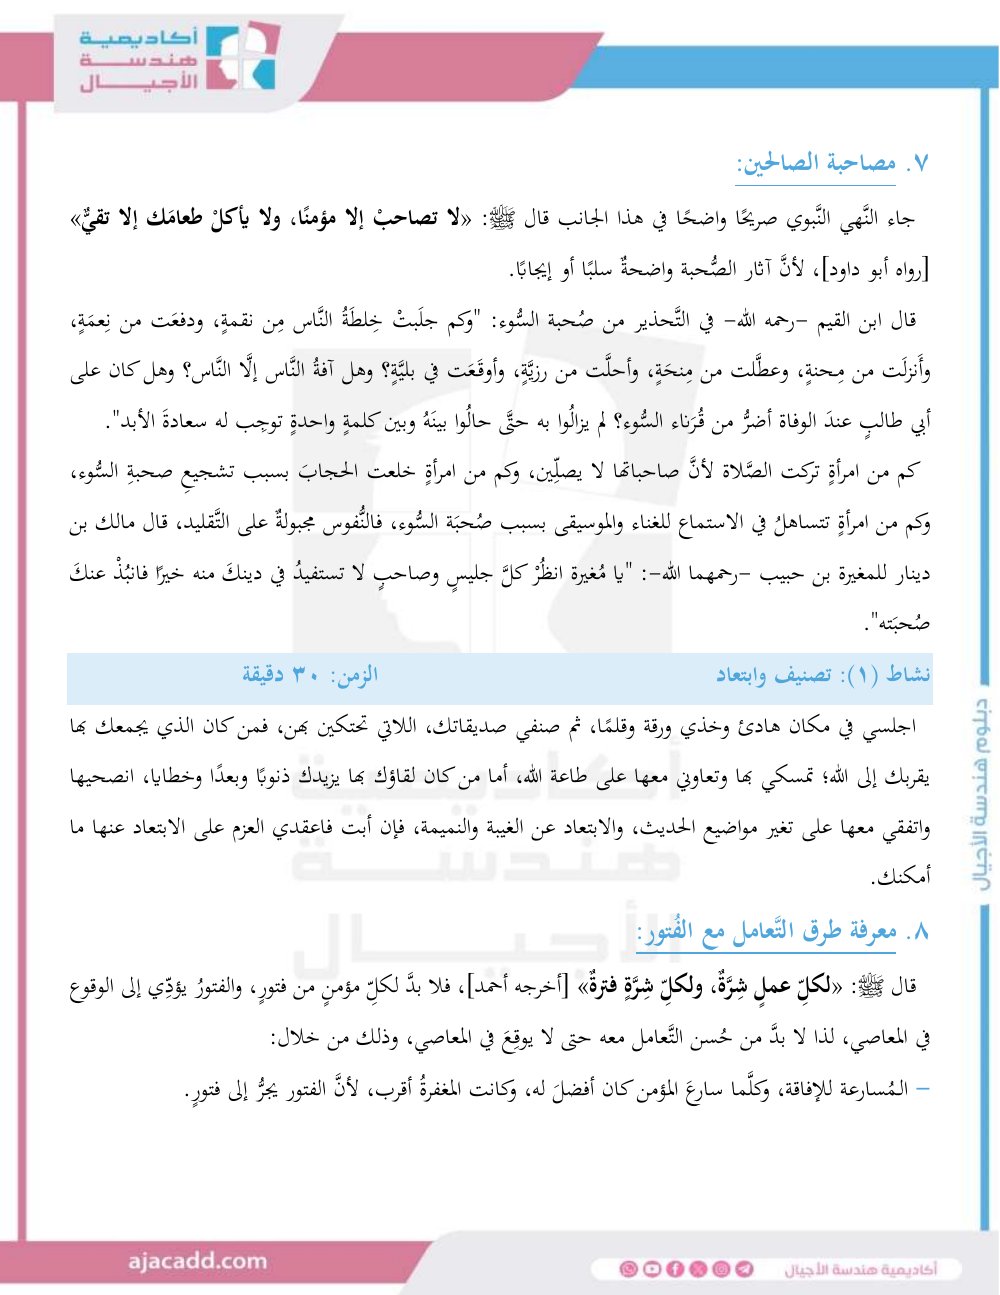 أكاديمية
هندسة
الأجيال
٧. مصاحبة الصالحين:
جاء النَّهي النَّبوي صريحًا واضحًا في هذا الجانب قال ﷺ: «لا تصاحبْ إلا مؤمنًا، ولا يأكلْ طعامَك إلا تقيٌّ»
[رواه أبو داود]، لأنَّ آثار الصُّحبة واضحةٌ سلبًا أو إيجابًا.
قال ابن القيم –رحمه الله– في التَّحذير من صُحبة السُّوء: "وكم جلَبتْ خِلطَةُ النَّاس مِن نقمةٍ، ودفعَت من نِعمَةٍ،
وأَنزلَت من مِحنةٍ، وعطَّلت من مِنحَةٍ، وأحلَّت من رزيَّةٍ، وأوقَعَت في بليَّةٍ؟ وهل آفةُ النَّاس إلَّا النَّاس؟ وهل كان على
أبي طالبٍ عندَ الوفاة أضرُّ من قُرَناء السُّوء؟ لم يزالُوا به حتَّى حالُوا بينَهُ وبين كلمةٍ واحدةٍ توجِب له سعادةَ الأبد".
كم من امرأةٍ تركت الصَّلاة لأنَّ صاحباتها لا يصلِّين، وكم من امرأةٍ خلعت الحجابَ بسبب تشجيعِ صحبةِ السُّوء،
وكم من امرأةٍ تتساهلُ في الاستماع للغناء والموسيقى بسبب صُحبَة السُّوء، فالنُّفوس مجبولةٌ على التَّقليد، قال مالك بن
دينار للمغيرة بن حبيب –رحمهما الله–: "يا مُغيرة انظُرْ كلَّ جليسٍ وصاحبٍ لا تستفيدُ في دينكَ منه خيرًا فانبُذْ عنكَ
صُحبَته".
نشاط (١): تصنيف وابتعاد الزمن: ٣٠ دقيقة
اجلسي في مكان هادئ وخذي ورقة وقلمًا، ثم صنفي صديقاتك، اللاتي تحتكين بهن، فمن كان الذي يجمعك بها
يقربك إلى الله؛ تمسكي بها وتعاوني معها على طاعة الله، أما من كان لقاؤك بها يزيدك ذنوبًا وبعدًا وخطايا، انصحيها
واتفقي معها على تغير مواضيع الحديث، والابتعاد عن الغيبة والنميمة، فإن أبت فاعقدي العزم على الابتعاد عنها ما
أمكنك.
٨. معرفة طرق التَّعامل مع الفُتور:
قال ﷺ: «لكلِّ عملٍ شِرَّةٌ، ولكلِّ شِرَّةٍ فترةٌ» [أخرجه أحمد]، فلا بدَّ لكلِّ مؤمنٍ من فتورٍ، والفتورُ يؤدِّي إلى الوقوع
في المعاصي، لذا لا بدَّ من حُسن التَّعامل معه حتى لا يوقِعَ في المعاصي، وذلك من خلال:
– المُسارعة للإفاقة، وكلَّما سارعَ المؤمن كان أفضلَ له، وكانت المغفرةُ أقرب، لأنَّ الفتور يجرُّ إلى فتورٍ.
دبلوم هندسة الأجيال
أكاديمية
هندسة
الأجيال
أكاديمية هندسة الأجيال
ajacadd.com